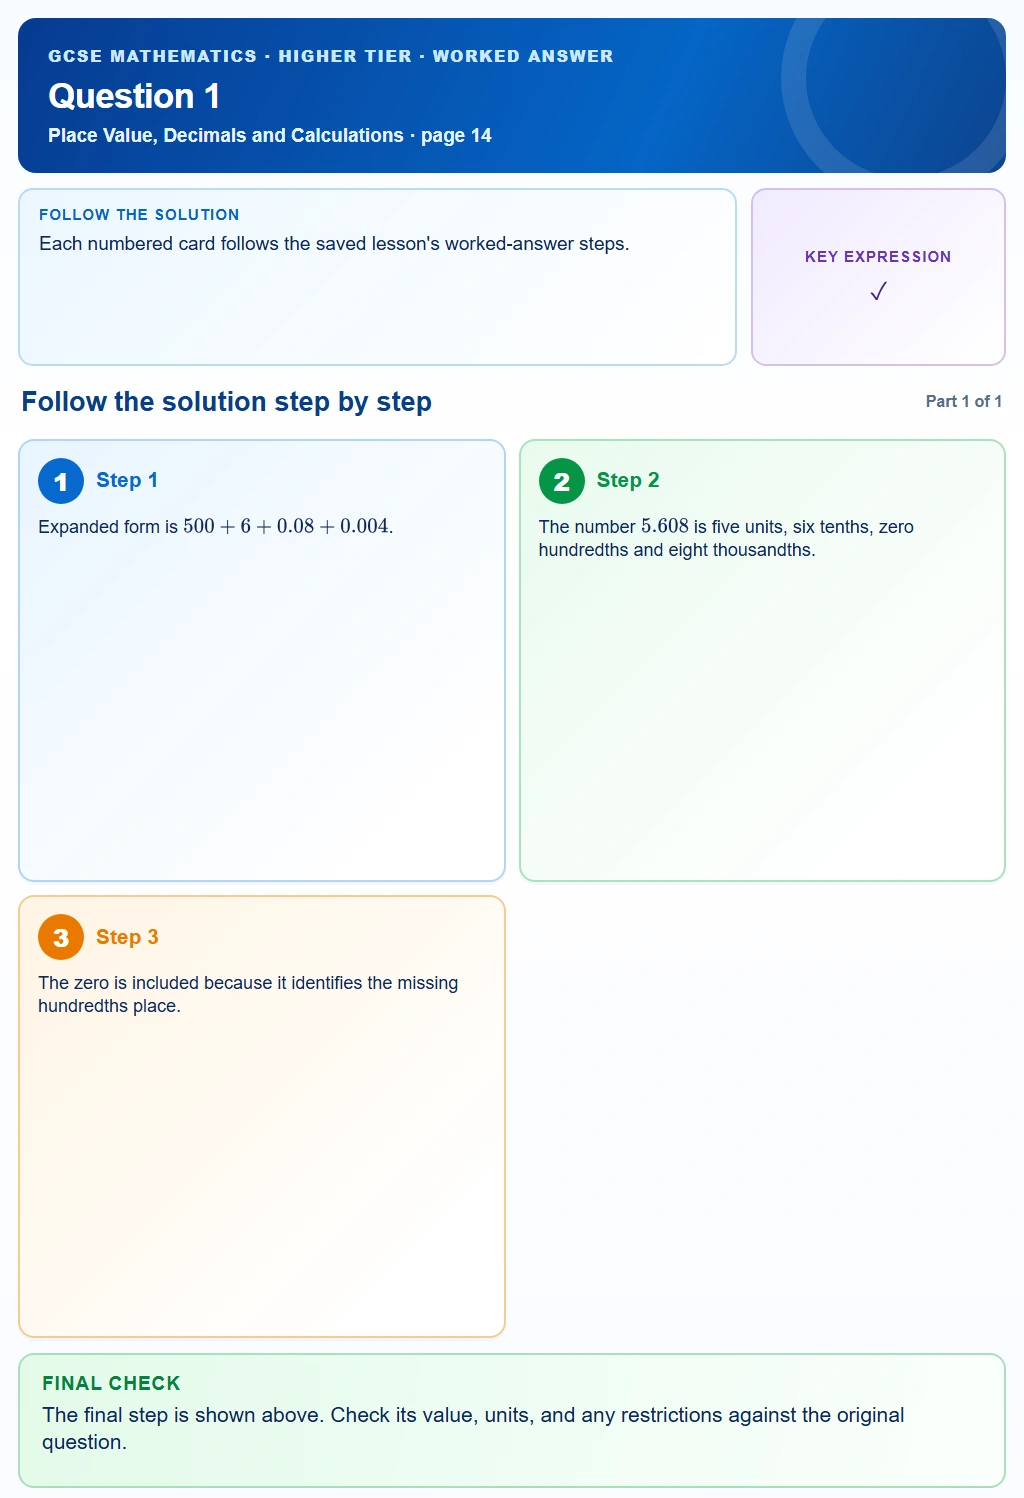 GCSE MATHEMATICS · HIGHER TIER · WORKED ANSWER
Question 1
Place Value, Decimals and Calculations · page 14
FOLLOW THE SOLUTION
Each numbered card follows the saved lesson's worked-answer steps.
KEY EXPRESSION
✓
Follow the solution step by step
Part 1 of 1
1 Step 1
Expanded form is 500 + 6 + 0.08 + 0.004.
2 Step 2
The number 5.608 is five units, six tenths, zero
hundredths and eight thousandths.
3 Step 3
The zero is included because it identifies the missing
hundredths place.
FINAL CHECK
The final step is shown above. Check its value, units, and any restrictions against the original
question.